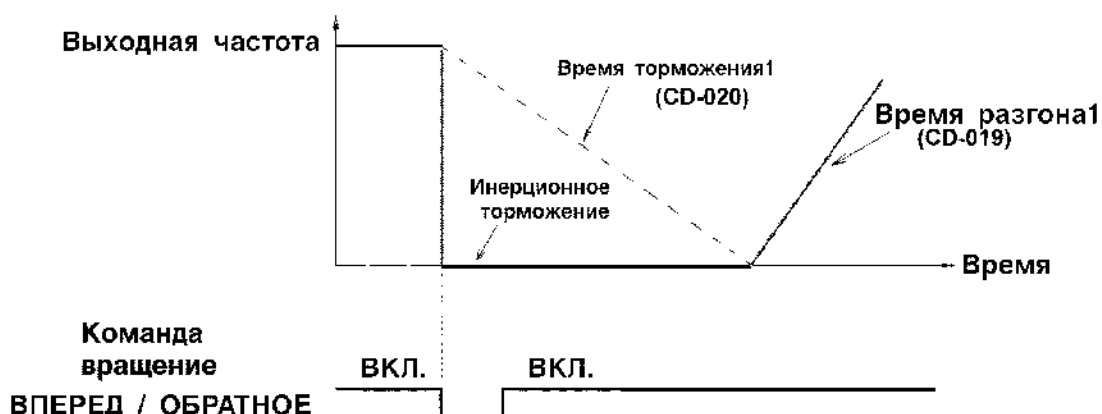 Выходная частота
Время торможения1
(CD-020)
Время разгона1
(CD-019)
Инерционное
торможение
Время
Команда
вращение
ВПЕРЕД / ОБРАТНОЕ
ВКЛ.
ВКЛ.